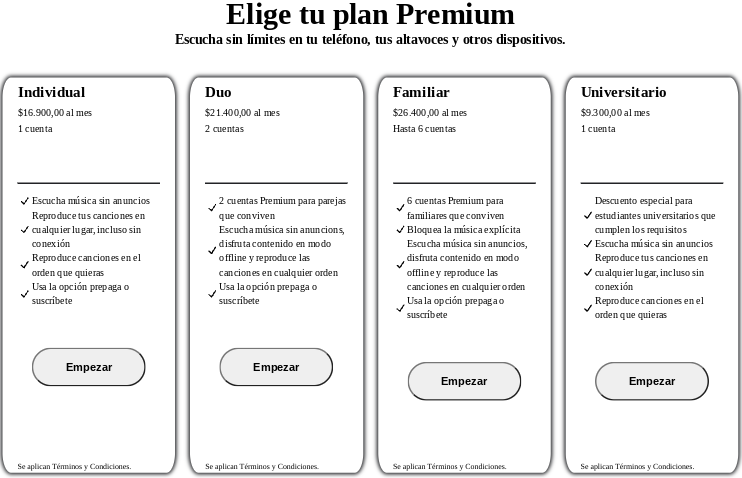 Elige tu plan Premium
Escucha sin límites en tu teléfono, tus altavoces y otros dispositivos.
Individual
$16.900,00 al mes
1 cuenta
Escucha música sin anuncios
Reproduce tus canciones en
cualquier lugar, incluso sin
conexión
Reproduce canciones en el
orden que quieras
Usa la opción prepaga o
suscríbete
Empezar
Se aplican Términos y Condiciones.
Duo
$21.400,00 al mes
2 cuentas
2 cuentas Premium para parejas
que conviven
Escucha música sin anuncions,
disfruta contenido en modo
offline y reproduce las
canciones en cualquier orden
Usa la opción prepaga o
suscríbete
Empezar
Se aplican Términos y Condiciones.
Familiar
$26.400,00 al mes
Hasta 6 cuentas
6 cuentas Premium para
familiares que conviven
Bloquea la música explícita
Escucha música sin anuncios,
disfruta contenido en modo
offline y reproduce las
canciones en cualquier orden
Usa la opción prepaga o
suscríbete
Empezar
Se aplican Términos y Condiciones.
Universitario
$9.300,00 al mes
1 cuenta
Descuento especial para
estudiantes universitarios que
cumplen los requisitos
Escucha música sin anuncios
Reproduce tus canciones en
cualquier lugar, incluso sin
conexión
Reproduce canciones en el
orden que quieras
Empezar
Se aplican Términos y Condiciones.